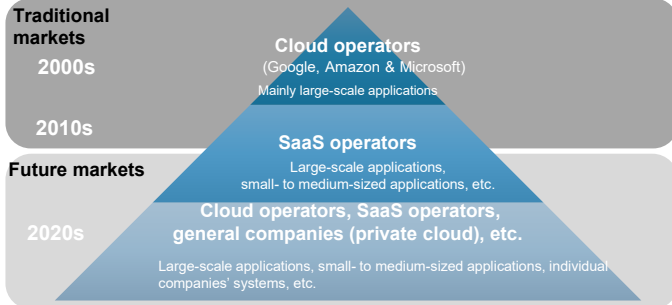 Traditional
markets
2000s
Cloud operators
(Google, Amazon & Microsoft)
Mainly large-scale applications
2010s
SaaS operators
Large-scale applications,
small- to medium-sized applications, etc.
Future markets
2020s
Cloud operators, SaaS operators,
general companies (private cloud), etc.
Large-scale applications, small- to medium-sized applications, individual
companies' systems, etc.